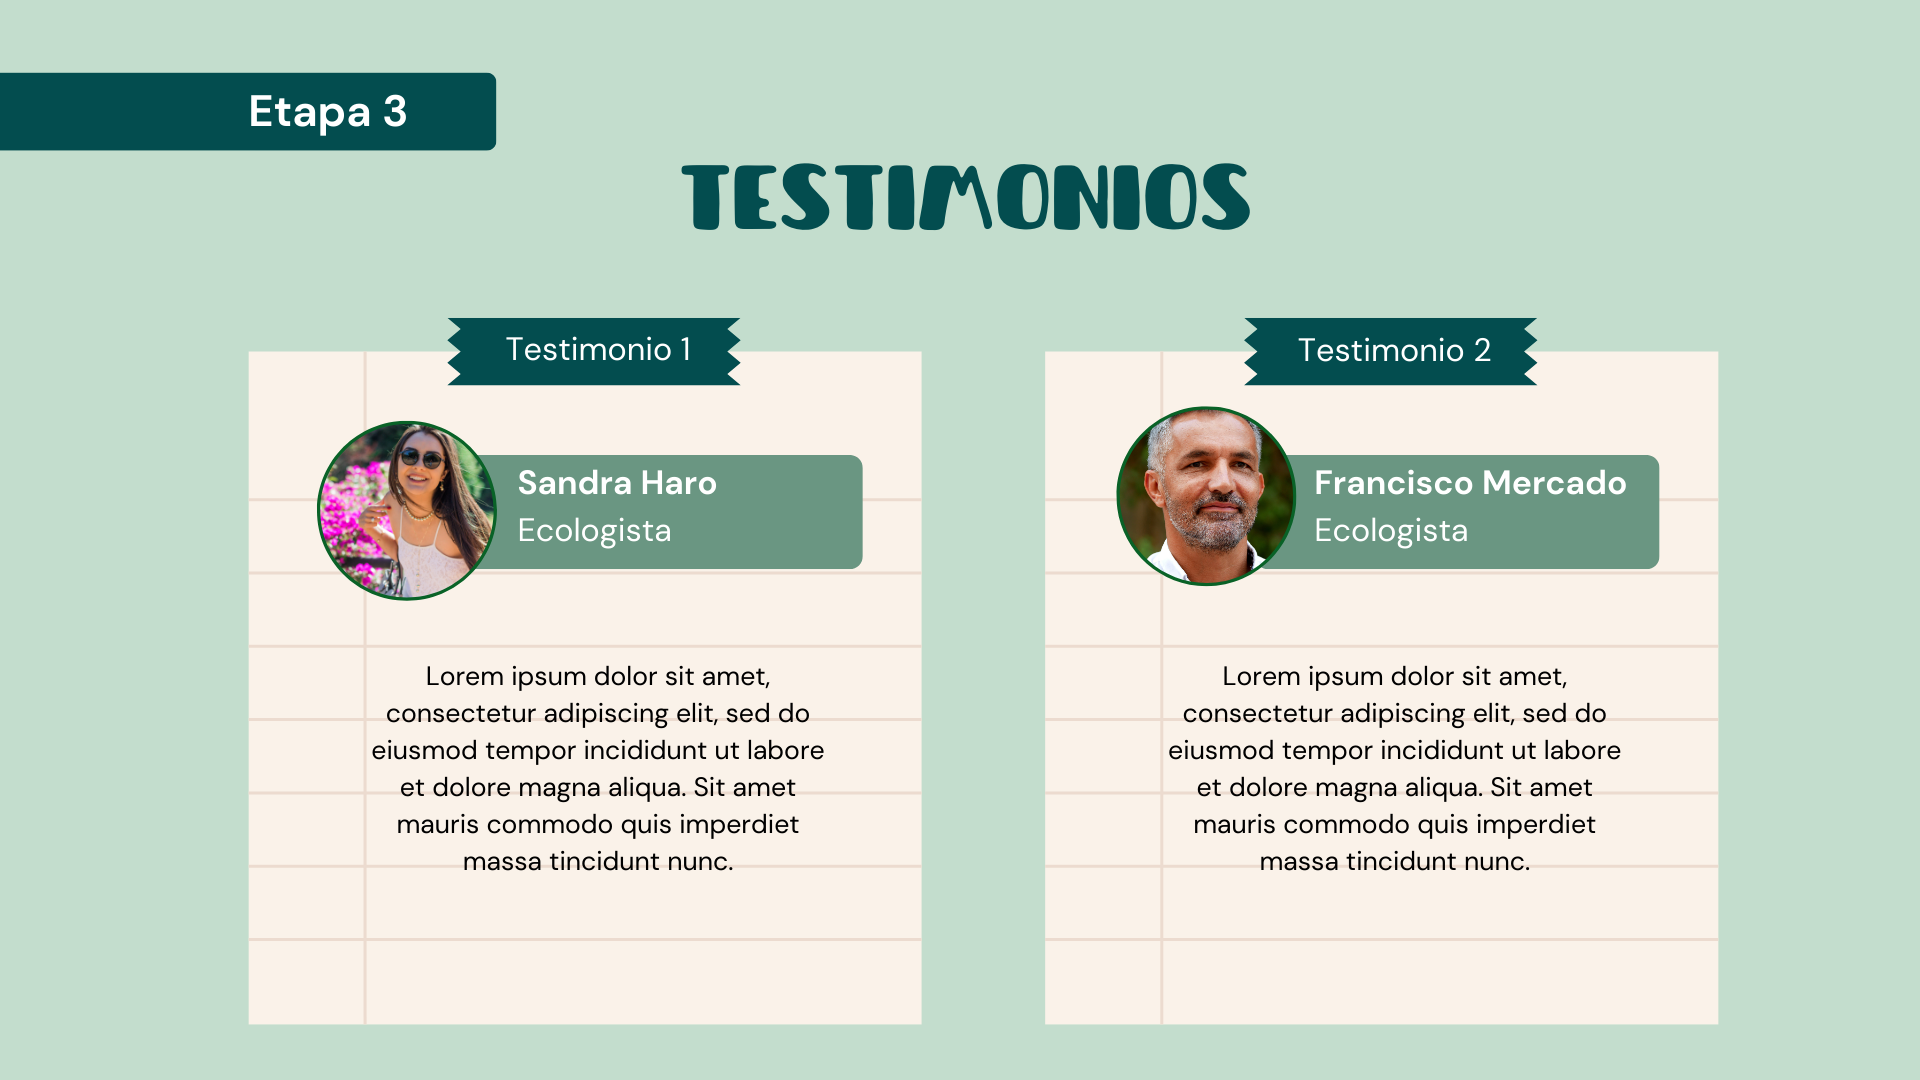 Etapa 3
TESTIMONIOS
Testimonio 1
Sandra Haro
Ecologista
Lorem ipsum dolor sit amet,
consectetur adipiscing elit, sed do
eiusmod tempor incididunt ut labore
et dolore magna aliqua. Sit amet
mauris commodo quis imperdiet
massa tincidunt nunc.
Testimonio 2
Francisco Mercado
Ecologista
Lorem ipsum dolor sit amet,
consectetur adipiscing elit, sed do
eiusmod tempor incididunt ut labore
et dolore magna aliqua. Sit amet
mauris commodo quis imperdiet
massa tincidunt nunc.